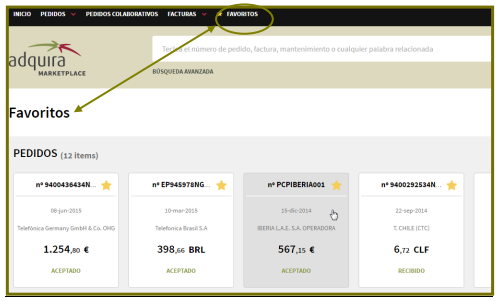 INICIO PEDIDOS PEDIDOS COLABORATIVOS FACTURAS FAVORITOS
adquira
MARKETPLACE
Teclea el número de pedido, factura, mantenimiento o cualquier palabra relacionada
BÚSQUEDA AVANZADA
Favoritos
PEDIDOS (12 items)
nº 9400436434N...
08-jun-2015
Telefónica Germany GmbH & Co. OHG
1.254,80 €
ACEPTADO
nº EP945978NG...
10-mar-2015
Telefonica Brasil S.A
398,66 BRL
ACEPTADO
nº PCPIBERIA001
15-dic-2014
IBERIA L.A.E. S.A. OPERADORA
567,15 €
ACEPTADO
nº 9400292534N...
22-sep-2014
T. CHILE (CTC)
6,72 CLF
RECIBIDO